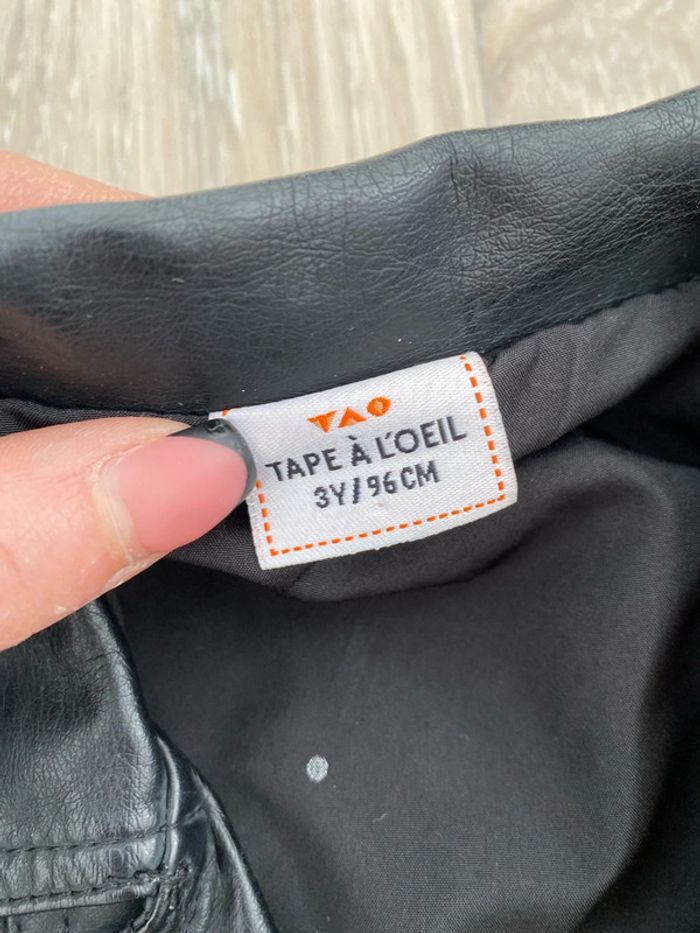 TAO
TAPE À L'OEIL
3Y/96CM